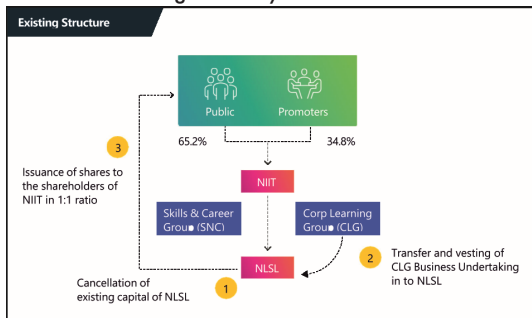 Existing Structure
Public
Promoters
65.2%
34.8%
3
Issuance of shares to
the shareholders of
NIIT in 1:1 ratio
NIIT
Skills & Career
Group (SNC)
Corp Learning
Group (CLG)
2
Transfer and vesting of
CLG Business Undertaking
in to NLSL
NLSL
1
Cancellation of
existing capital of NLSL